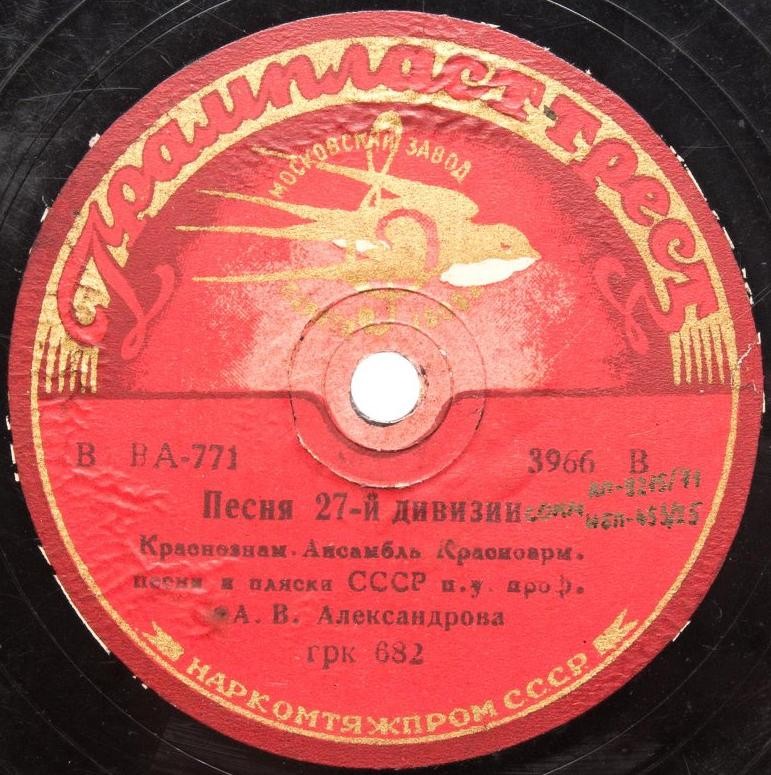 Грампласттрест
МОСКОВСКИЙ ЗАВОД
В ВА-771 3966 В
Песня 27-й дивизии
Краснознам. Ансамбль Красноарм.
песни и пляски СССР п.у. проф.
А. В. Александрова
грк 682
НАРКОМТЯЖПРОМ СССР